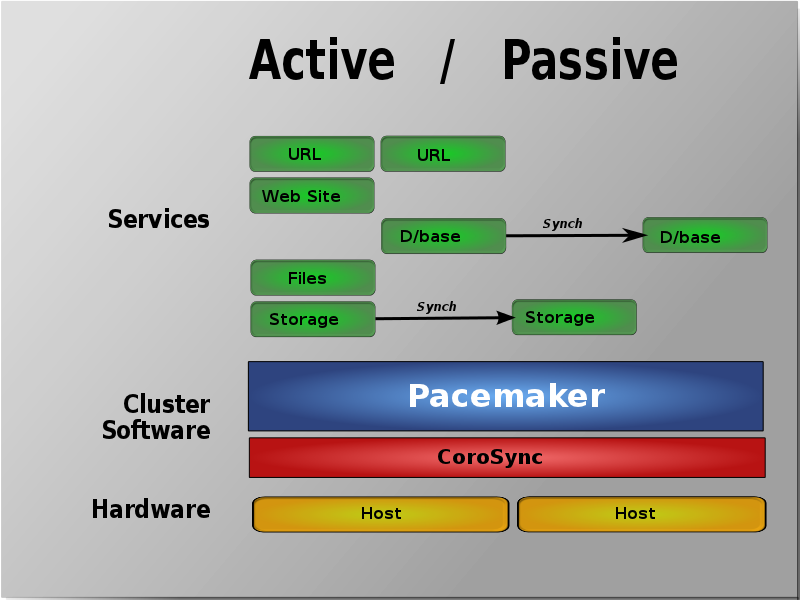 Active / Passive
URL
URL
Web Site
Services
D/base
Synch
D/base
Files
Storage
Synch
Storage
Cluster
Software
Pacemaker
CoroSync
Hardware
Host
Host